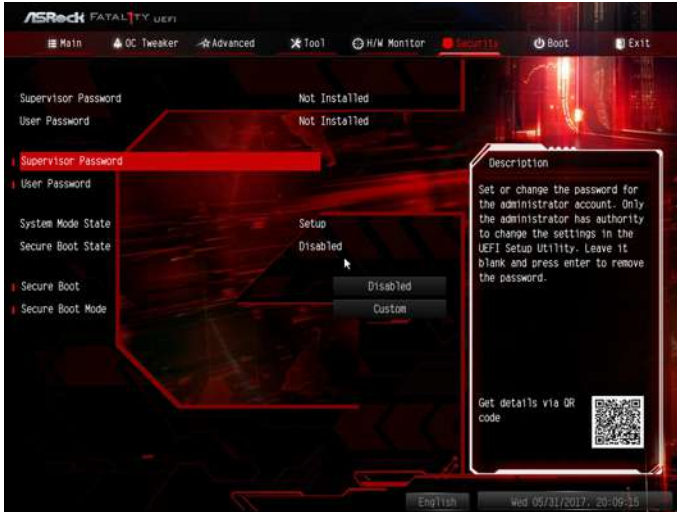 ASRock FATAL1TY UEFI
Main OC Tweaker Advanced Tool H/W Monitor Security Boot Exit
Supervisor Password Not Installed
User Password Not Installed
Supervisor Password
User Password
System Mode State Setup
Secure Boot State Disabled
Secure Boot Disabled
Secure Boot Mode Custom
Description
Set or change the password for
the administrator account. Only
the administrator has authority
to change the settings in the
UEFI Setup Utility. Leave it
blank and press enter to remove
the password.
Get details via QR
code
English Wed 05/31/2017. 20:09:15